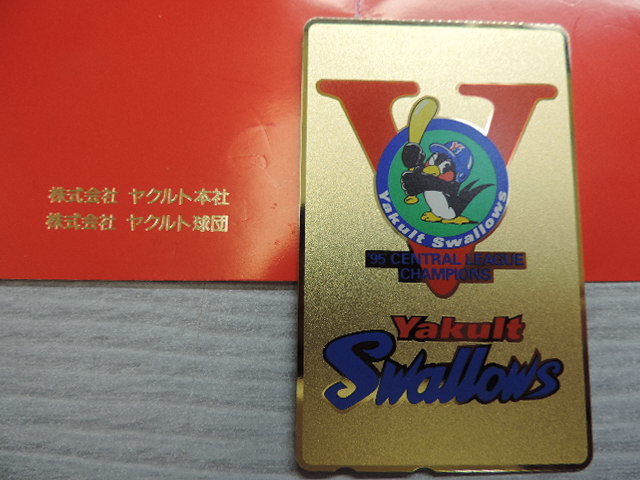 株式会社 ヤクルト本社
株式会社 ヤクルト球団
V
Yakult Swallows
'95 CENTRAL LEAGUE
CHAMPIONS
Yakult
Swallows